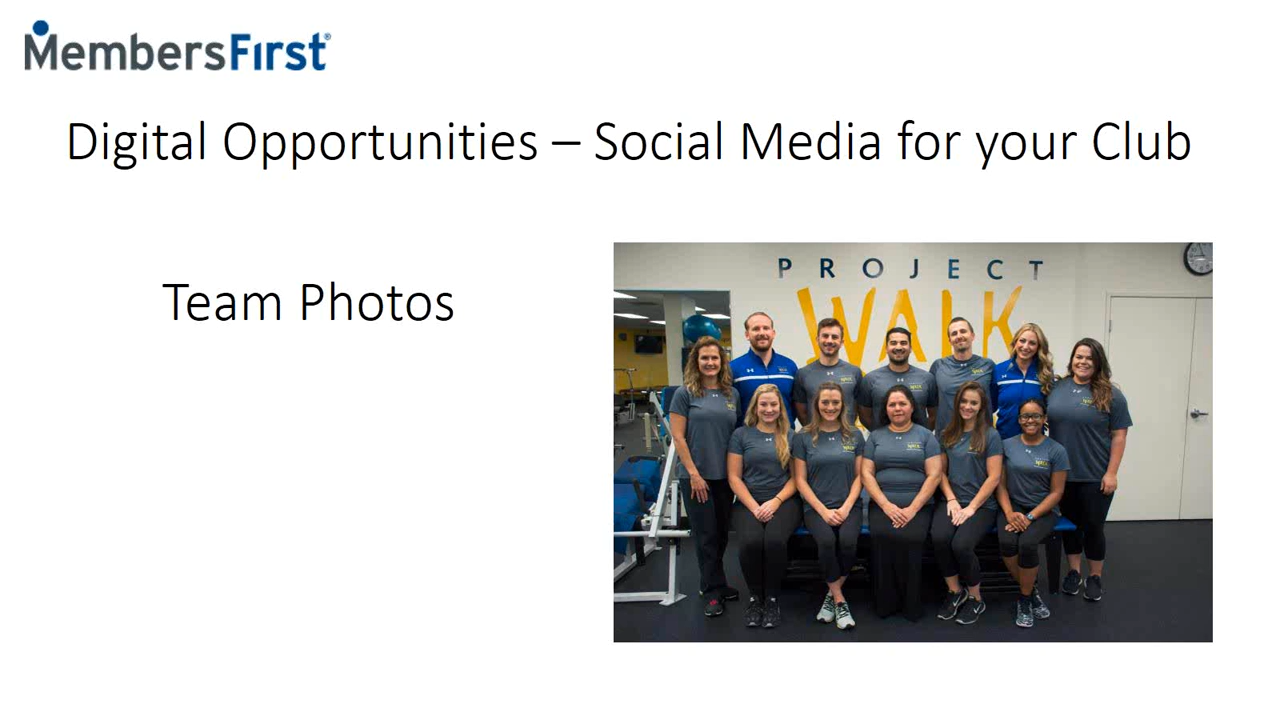 MembersFirst®
Digital Opportunities – Social Media for your Club
Team Photos
PROJECT
WALK